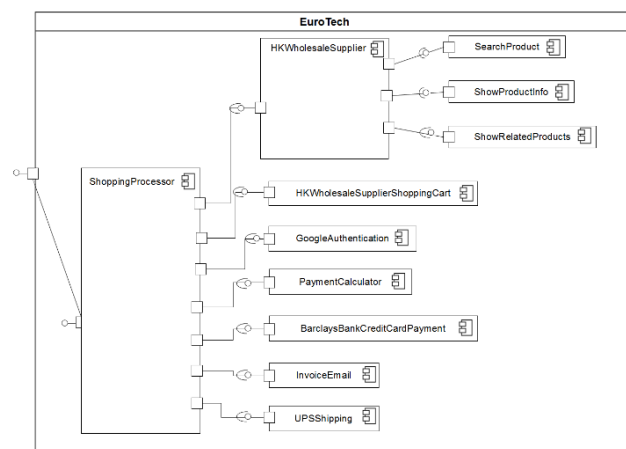 EuroTech
HKWholesaleSupplier
SearchProduct
ShowProductInfo
ShowRelatedProducts
ShoppingProcessor
HKWholesaleSupplierShoppingCart
GoogleAuthentication
PaymentCalculator
BarclaysBankCreditCardPayment
InvoiceEmail
UPSShipping